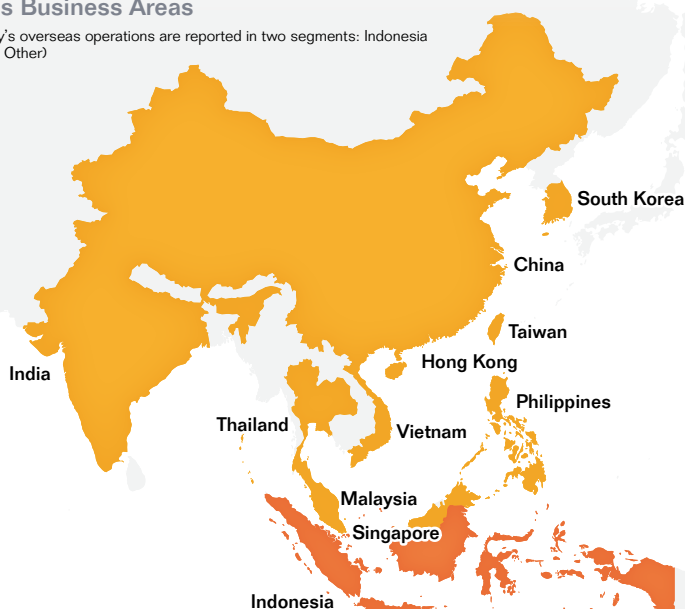 s Business Areas
y's overseas operations are reported in two segments: Indonesia
Other)
South Korea
China
Taiwan
Hong Kong
India
Philippines
Thailand
Vietnam
Malaysia
Singapore
Indonesia